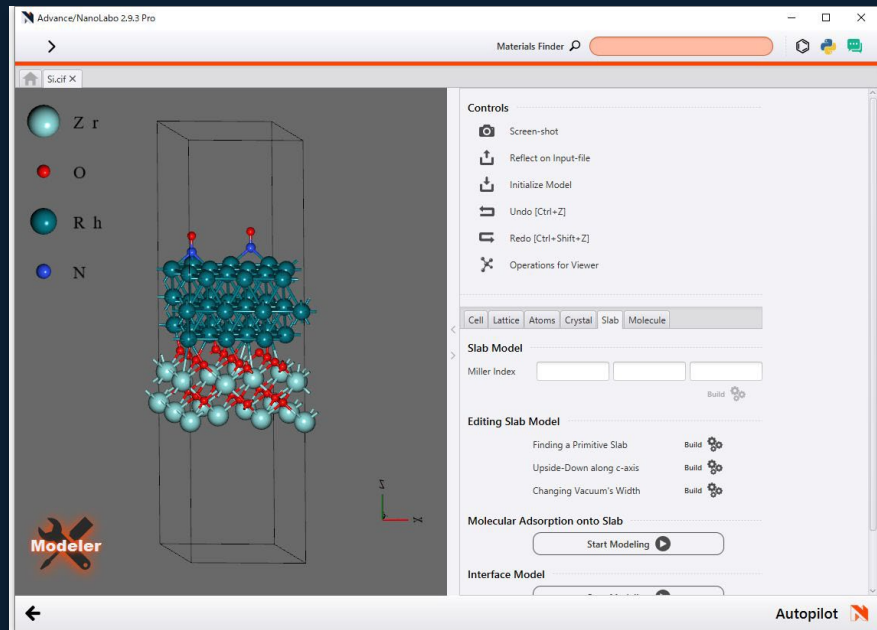 Advance/NanoLabo 2.9.3 Pro
Materials Finder
Si.cif
Z r
O
R h
N
Modeler
Controls
Screen-shot
Reflect on Input-file
Initialize Model
Undo [Ctrl+Z]
Redo [Ctrl+Shift+Z]
Operations for Viewer
Cell Lattice Atoms Crystal Slab Molecule
Slab Model
Miller Index
Build
Editing Slab Model
Finding a Primitive Slab Build
Upside-Down along c-axis Build
Changing Vacuum's Width Build
Molecular Adsorption onto Slab
Start Modeling
Interface Model
Autopilot